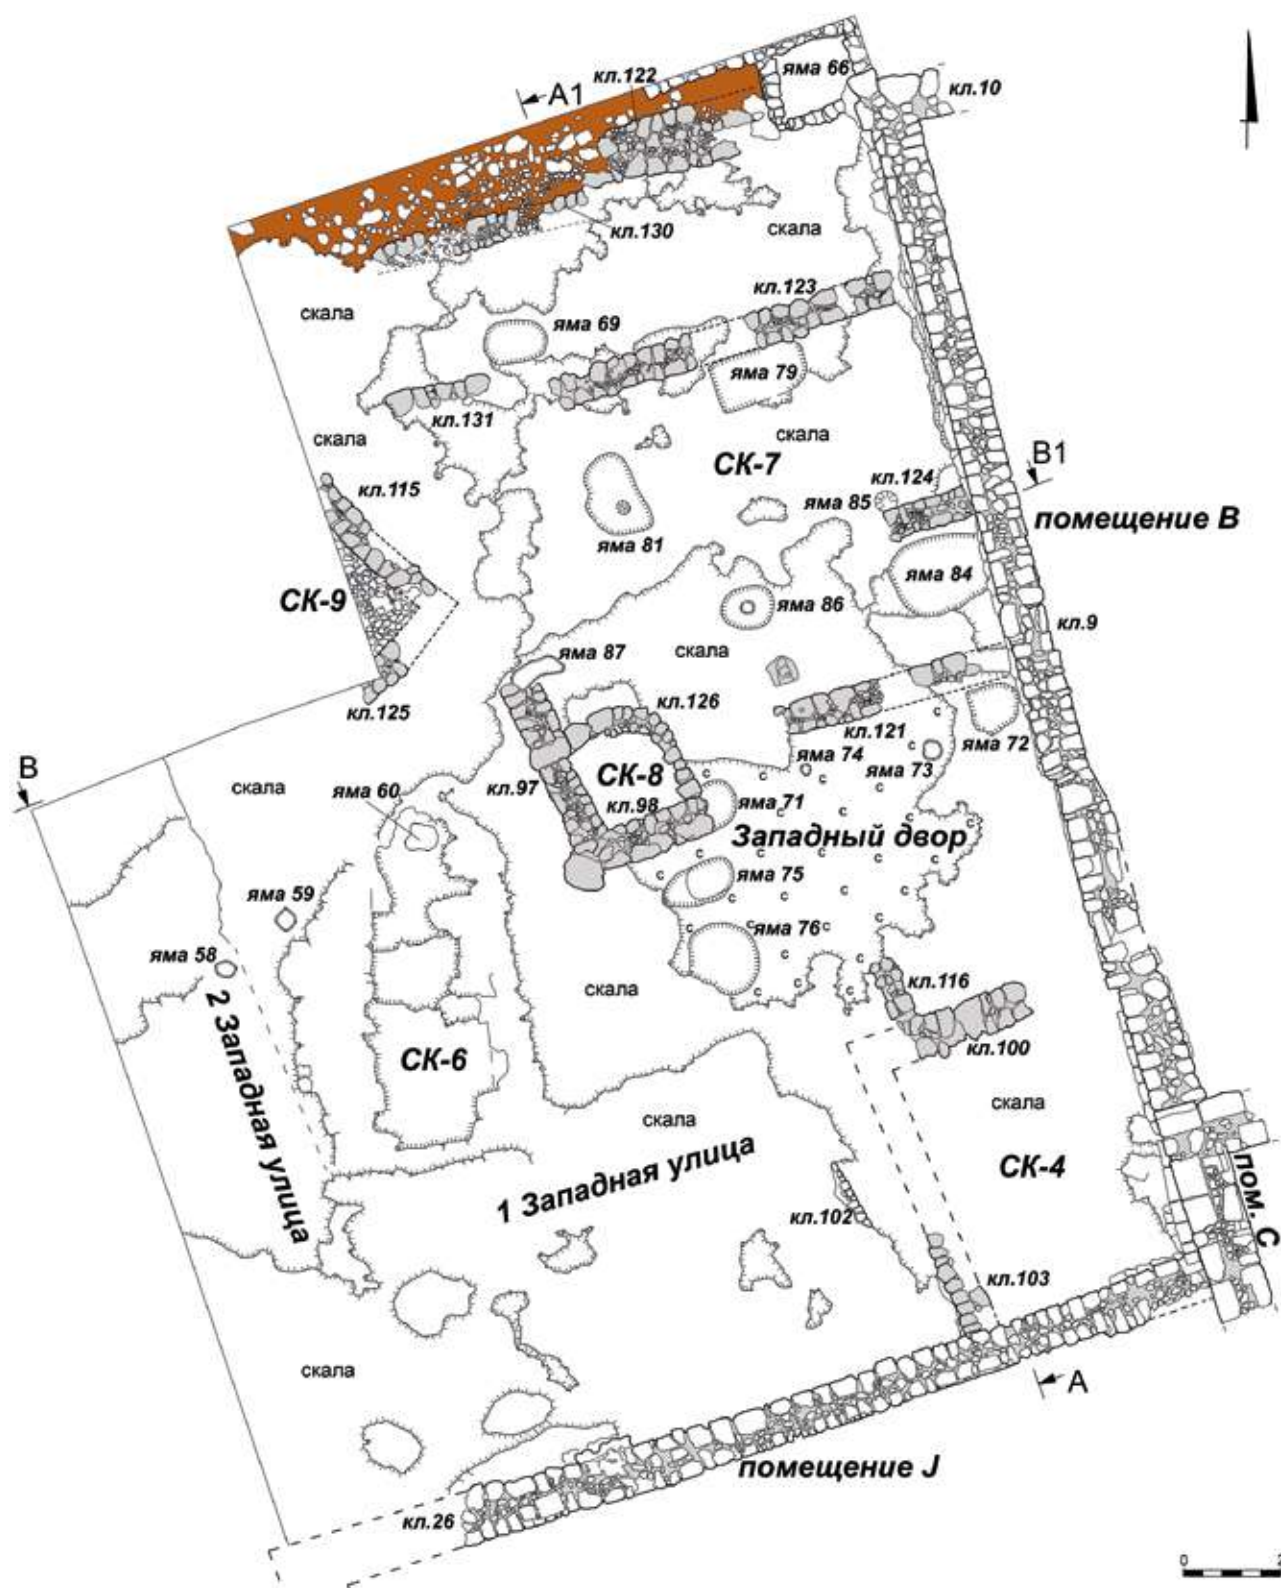 яма 66
кл.122
А1
кл.10
кл.130
скала
скала
кл.123
яма 69
яма 79
кл.131
скала
скала
СК-7
кл.115
В1
кл.124
яма 85
помещение В
яма 81
яма 84
СК-9
яма 86
кл.9
скала
яма 87
кл.126
кл.125
кл.121
яма 72
яма 74
яма 73
с
с
с
с
В
скала
яма 60
СК-8
кл.97
кл.98
яма 71
с
с
Западный двор
с
с
с
с
с
яма 75
с
с
с
с
яма 59
яма 76
с
с
с
яма 58
с
с
с
с
кл.116
скала
с
с
2 Западная улица
кл.100
СК-6
скала
скала
СК-4
1 Западная улица
пом. С
кл.102
кл.103
скала
А
помещение J
кл.26
0
2